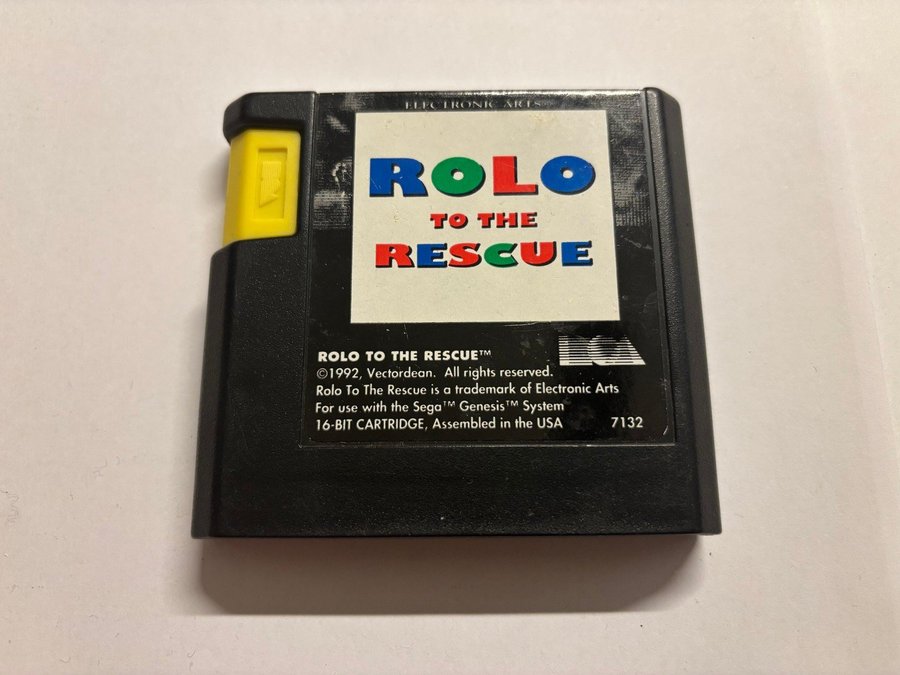 ELECTRONIC ARTS
ROLO
TO THE
RESCUE
ROLO TO THE RESCUE™
©1992, Vectordean. All rights reserved.
Rolo To The Rescue is a trademark of Electronic Arts
For use with the Sega™ Genesis™ System
16-BIT CARTRIDGE, Assembled in the USA 7132